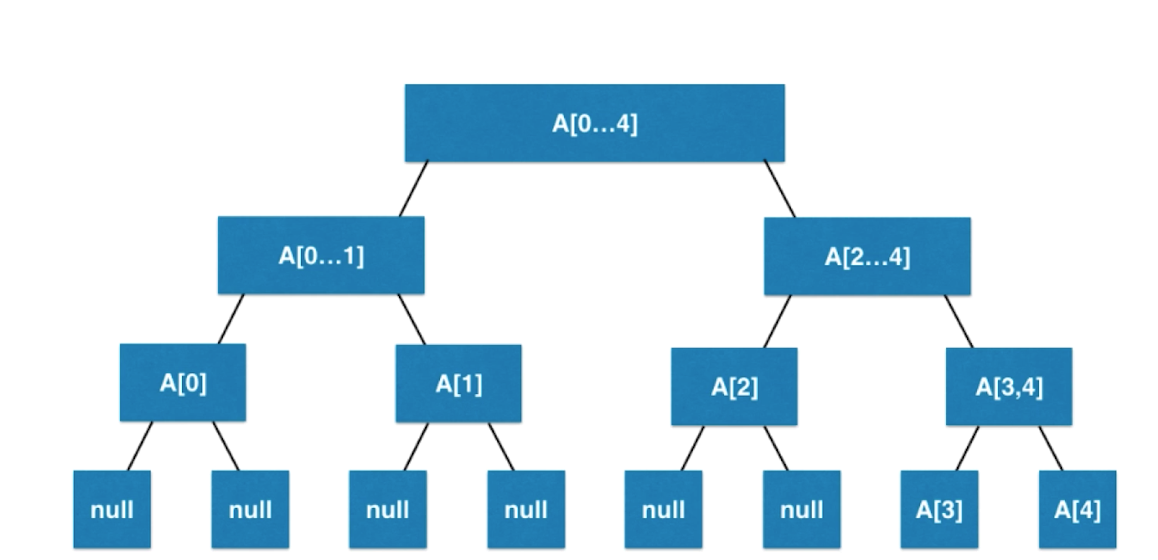 A[0...4]
A[0...1]
A[2...4]
A[0]
A[1]
A[2]
A[3,4]
null
null
null
null
null
null
A[3]
A[4]